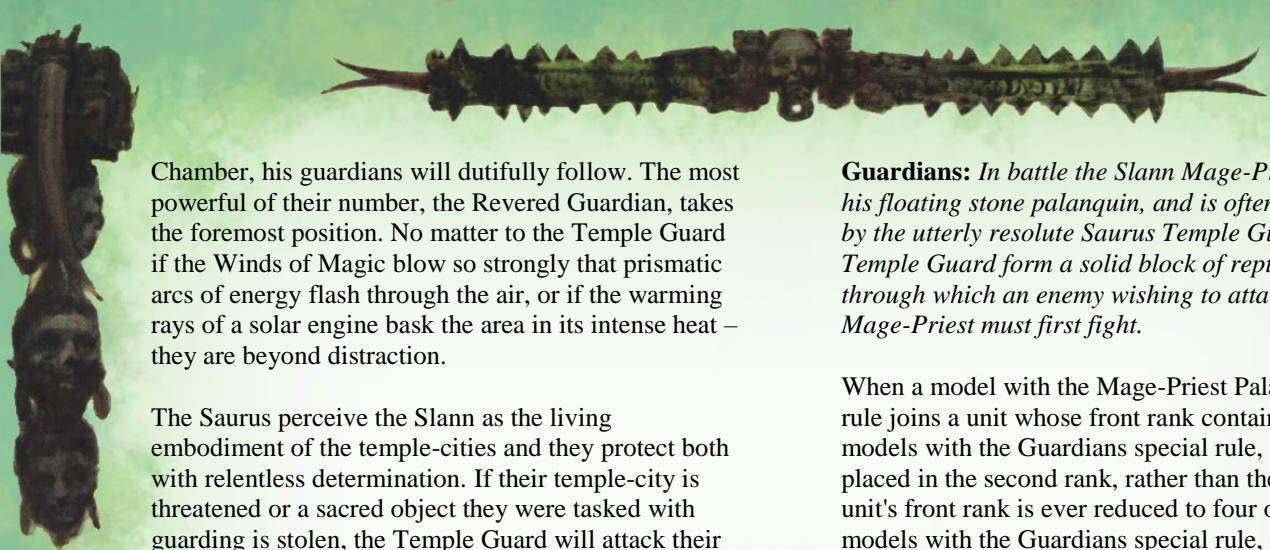 Chamber, his guardians will dutifully follow. The most
powerful of their number, the Revered Guardian, takes
the foremost position. No matter to the Temple Guard
if the Winds of Magic blow so strongly that prismatic
arcs of energy flash through the air, or if the warming
rays of a solar engine bask the area in its intense heat –
they are beyond distraction.
The Saurus perceive the Slann as the living
embodiment of the temple-cities and they protect both
with relentless determination. If their temple-city is
threatened or a sacred object they were tasked with
guarding is stolen, the Temple Guard will attack their
Guardians: In battle the Slann
his floating stone palanquin, and is
by the utterly resolute Saurus Temple
Temple Guard form a solid block of
through which an enemy wishing to
Mage-Priest must first fight.
When a model with the Mage-Priest
rule joins a unit whose front rank
models with the Guardians special rule,
placed in the second rank, rather than
unit's front rank is ever reduced to four
models with the Guardians special rule,